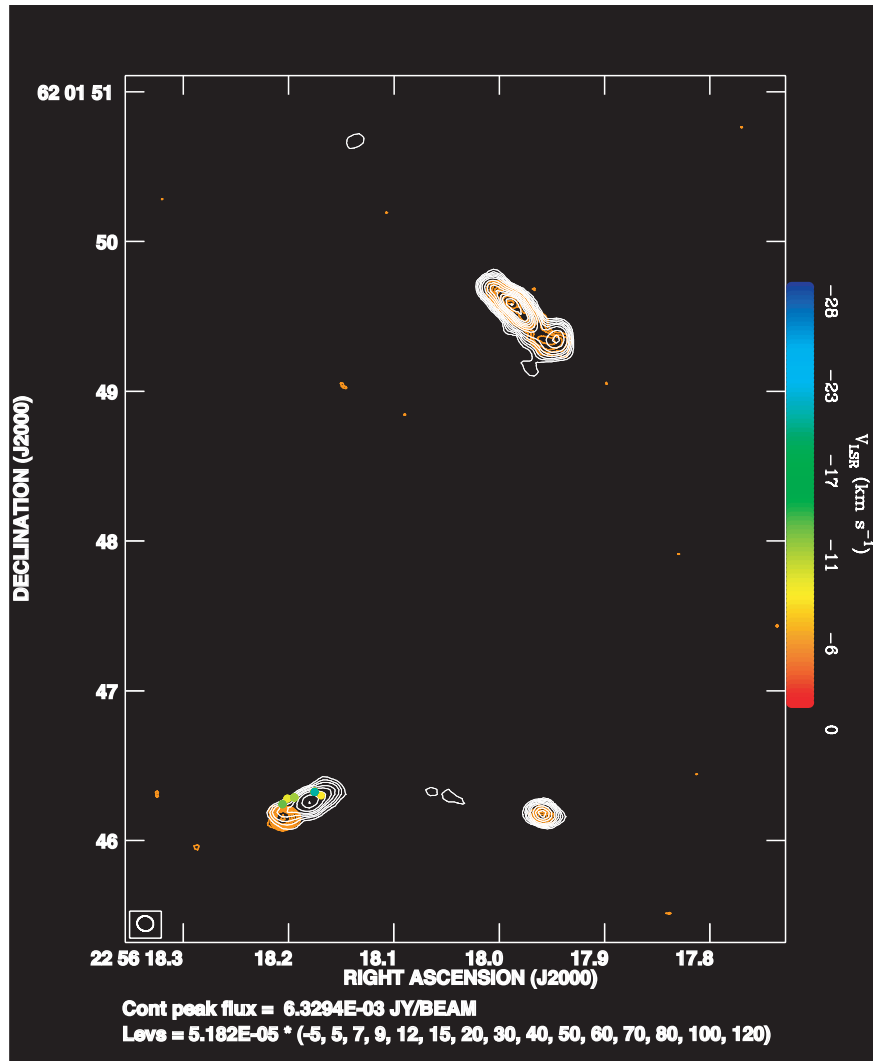 62 01 51
50
49
48
47
46
DECLINATION (J2000)
22 56 18.3 18.2 18.1 18.0 17.9 17.8
RIGHT ASCENSION (J2000)
−28
−23
−17
−11
−6
0
V_LSR (km s⁻¹)
Cont peak flux = 6.3294E-03 JY/BEAM
Levs = 5.182E-05 * (-5, 5, 7, 9, 12, 15, 20, 30, 40, 50, 60, 70, 80, 100, 120)